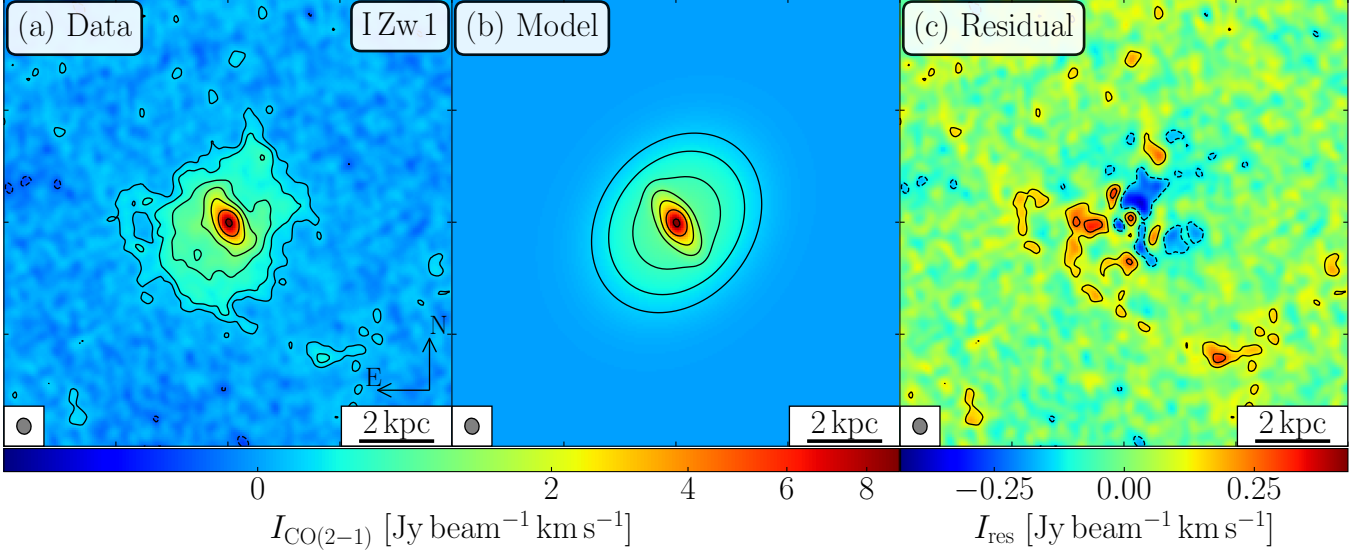 (a) Data
I Zw 1
(b) Model
(c) Residual
N
E
2 kpc
2 kpc
2 kpc
0 2 4 6 8
−0.25 0.00 0.25
I_CO(2−1) [Jy beam⁻¹ km s⁻¹]
I_res [Jy beam⁻¹ km s⁻¹]